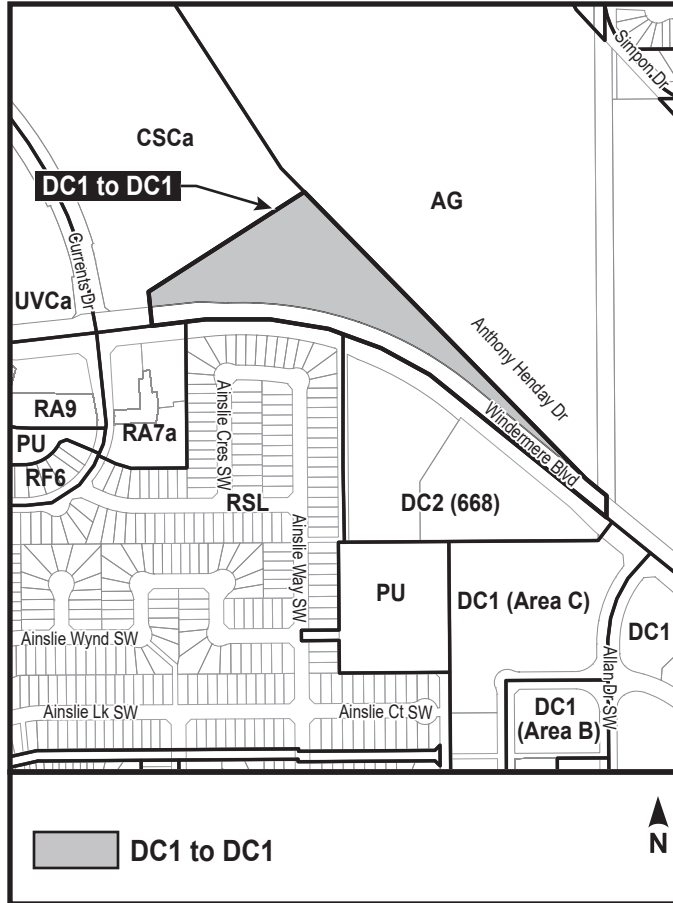 Simpon Dr
CSCa
DC1 to DC1
AG
Currents Dr
UVCa
Anthony Henday Dr
RA9
RA7a
Ainslie Cres SW
Windermere Blvd
PU
RF6
RSL
DC2 (668)
Ainslie Way SW
PU
DC1 (Area C)
Ainslie Wynd SW
DC1
Allan Dr SW
Ainslie Lk SW
Ainslie Ct SW
DC1
(Area B)
DC1 to DC1
N